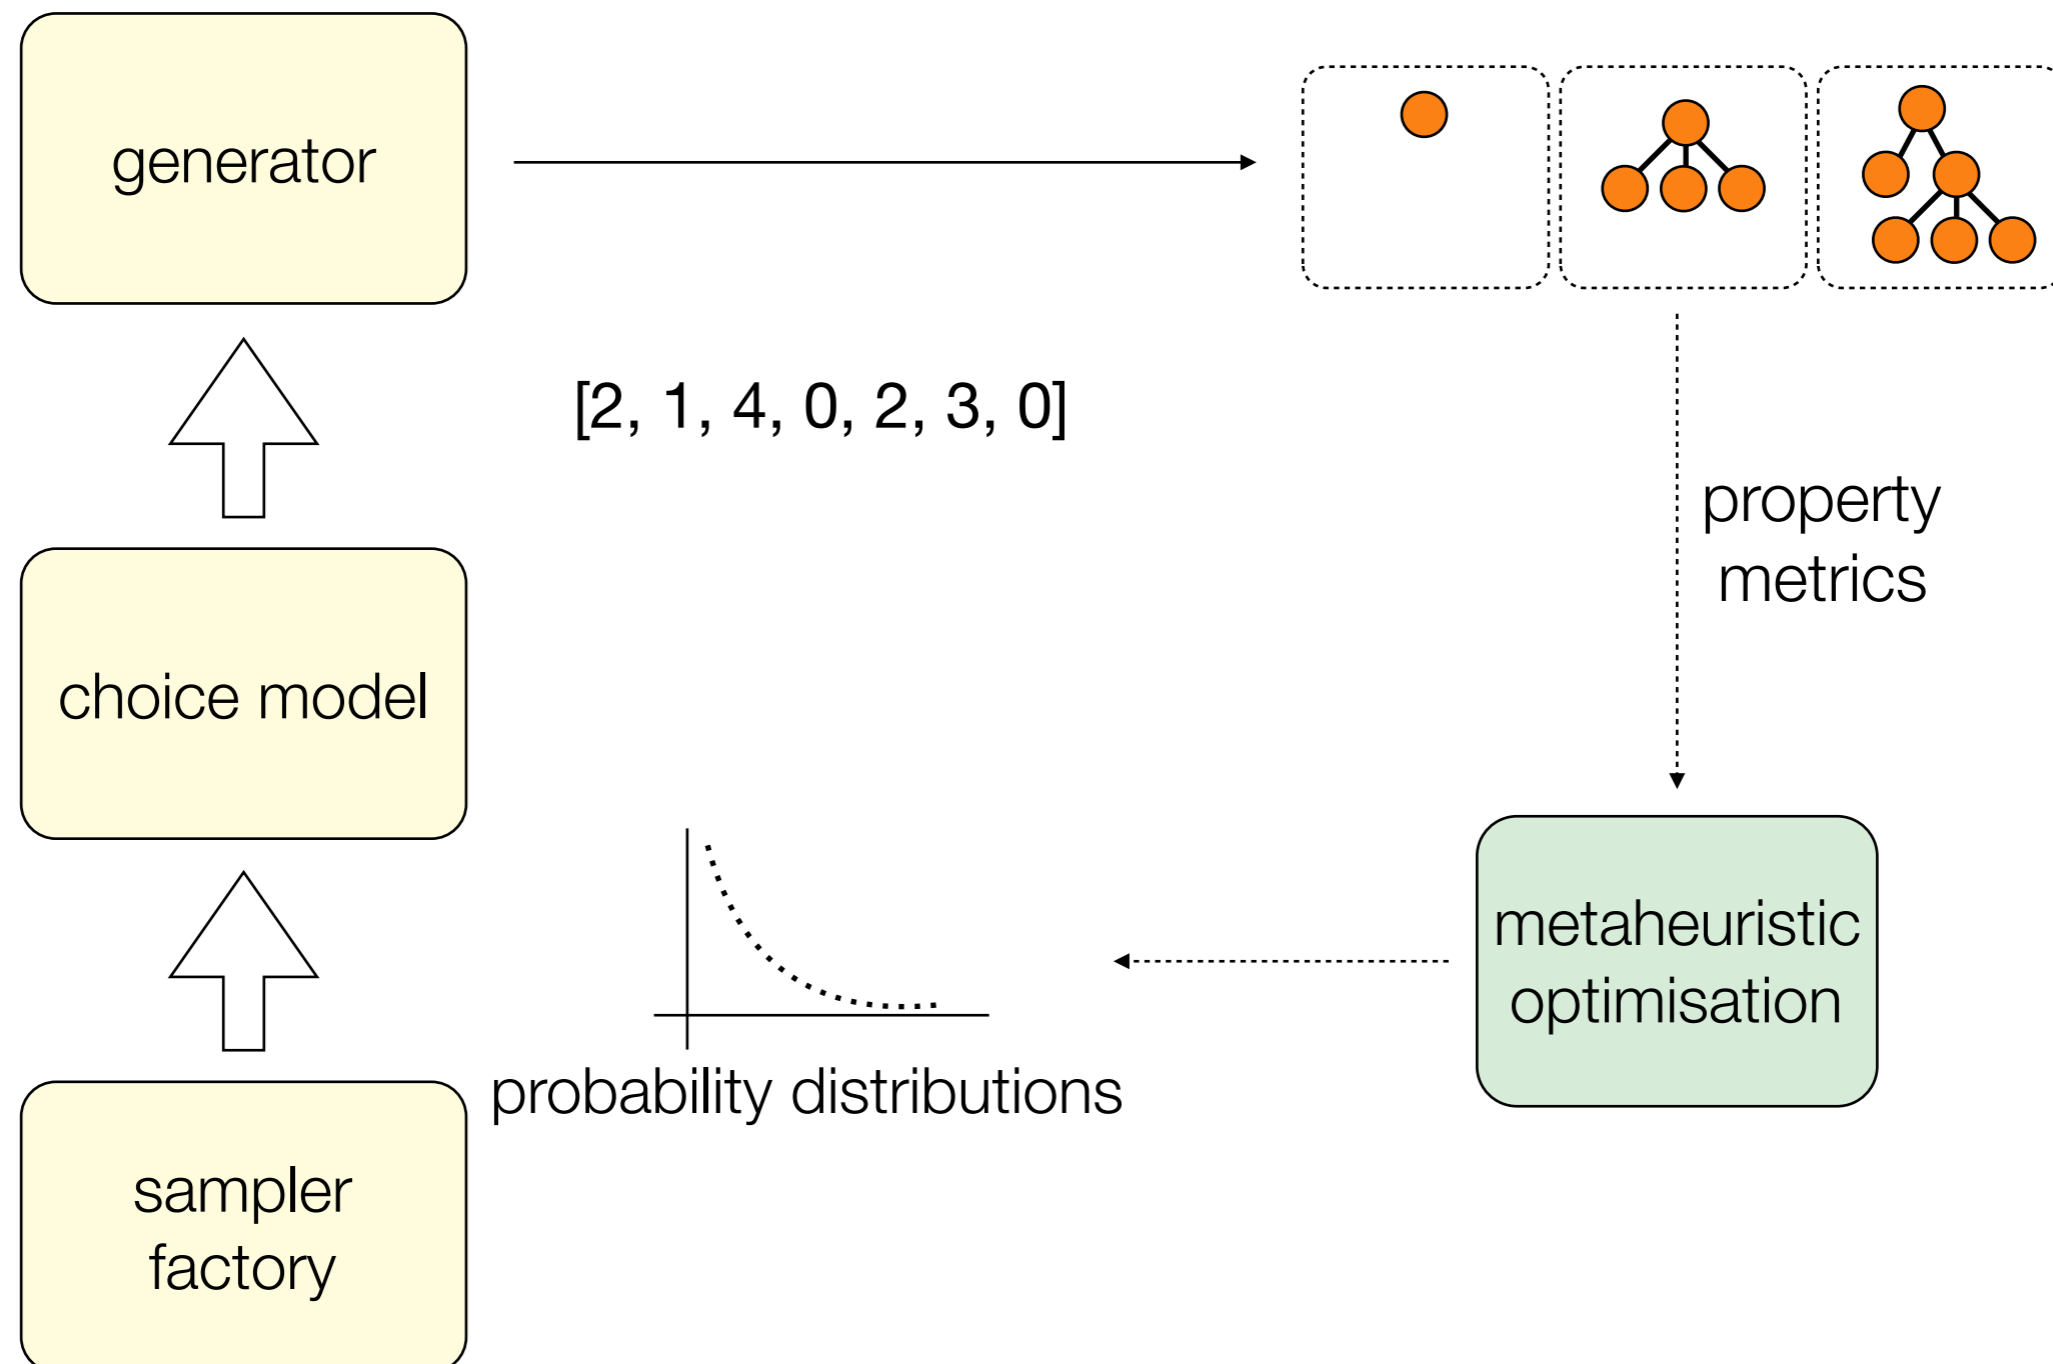 generator
[2, 1, 4, 0, 2, 3, 0]
property
metrics
choice model
metaheuristic
optimisation
probability distributions
sampler
factory